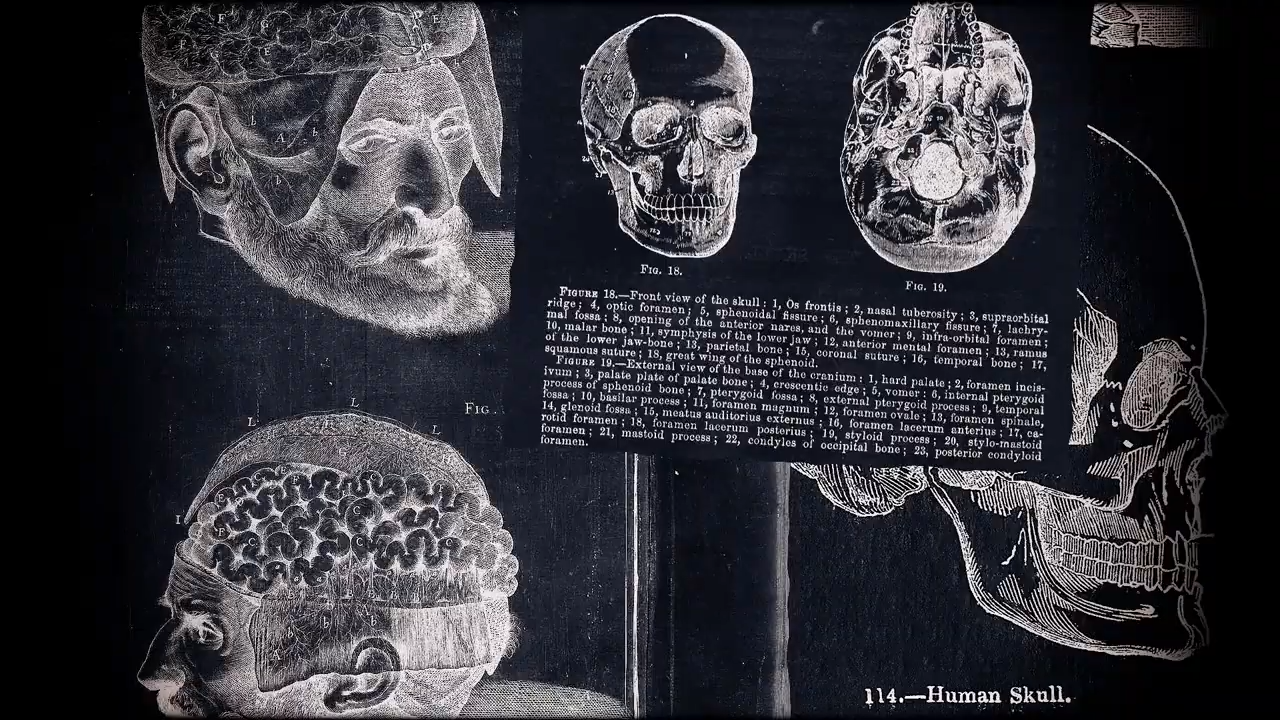 FIG. 18.
FIG. 19.
FIGURE 18.—Front view of the skull: 1, Os frontis; 2, nasal tuberosity; 3, supraorbital
ridge; 4, optic foramen; 5, sphenoidal fissure; 6, sphenomaxillary fissure; 7, lachry-
mal fossa; 8, opening of the anterior nares, and the vomer; 9, infra-orbital foramen;
10, malar bone; 11, symphysis of the lower jaw; 12, anterior mental foramen; 13, ramus
of the lower jaw-bone; 13, parietal bone; 15, coronal suture; 16, temporal bone; 17,
squamous suture; 18, great wing of the sphenoid.
FIGURE 19.—External view of the base of the cranium: 1, hard palate; 2, foramen incis-
ivum; 3, palate plate of palate bone; 4, crescentic edge; 5, vomer: 6, internal pterygoid
process of sphenoid bone; 7, pterygoid fossa; 8, external pterygoid process; 9, temporal
fossa; 10, basilar process; 11, foramen magnum; 12, foramen ovale; 13, foramen spinale,
14, glenoid fossa; 15, meatus auditorius externus; 16, foramen lacerum anterius; 17, ca-
rotid foramen; 18, foramen lacerum posterius; 19, styloid process; 20, stylo-mastoid
foramen; 21, mastoid process; 22, condyles of occipital bone; 23, posterior condyloid
foramen.
FIG.
L
L
L
I
114.—Human Skull.